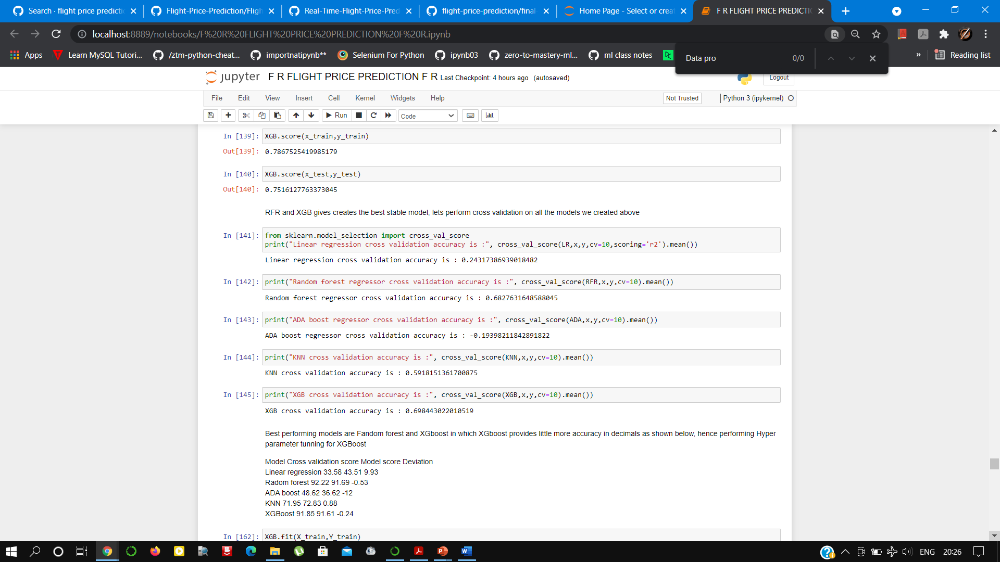 Search · flight price predictio
Flight-Price-Prediction/Flight
Real-Time-Flight-Price-Pred
flight-price-prediction/final
Home Page - Select or creat
F R FLIGHT PRICE PREDICTIO
localhost:8889/notebooks/F%20R%20FLIGHT%20PRICE%20PREDICTION%20F%20R.ipynb
Apps
Learn MySQL Tutori...
/ztm-python-cheat...
importnatipynb**
Selenium For Python
ipynb03
zero-to-mastery-ml...
ml class notes
DC
»
Reading list
Data pro 0/0
jupyter F R FLIGHT PRICE PREDICTION F R Last Checkpoint: 4 hours ago (autosaved)
Logout
File Edit View Insert Cell Kernel Widgets Help
Not Trusted
Python 3 (ipykernel)
Run
Code
In [139]: XGB.score(x_train,y_train)
Out[139]: 0.7867525419985179
In [140]: XGB.score(x_test,y_test)
Out[140]: 0.7516127763373045
RFR and XGB gives creates the best stable model, lets perform cross validation on all the models we created above
In [141]: from sklearn.model_selection import cross_val_score
print("Linear regression cross validation accuracy is :", cross_val_score(LR,x,y,cv=10,scoring='r2').mean())
Linear regression cross validation accuracy is : 0.24317386939018482
In [142]: print("Random forest regressor cross validation accuracy is :", cross_val_score(RFR,x,y,cv=10).mean())
Random forest regressor cross validation accuracy is : 0.6827631648588045
In [143]: print("ADA boost regressor cross validation accuracy is :", cross_val_score(ADA,x,y,cv=10).mean())
ADA boost regressor cross validation accuracy is : -0.19398211842891822
In [144]: print("KNN cross validation accuracy is :", cross_val_score(KNN,x,y,cv=10).mean())
KNN cross validation accuracy is : 0.5918151361700875
In [145]: print("XGB cross validation accuracy is :", cross_val_score(XGB,x,y,cv=10).mean())
XGB cross validation accuracy is : 0.698443022010519
Best performing models are Fandom forest and XGboost in which XGboost provides little more accuracy in decimals as shown below, hence performing Hyper
parameter tunning for XGBoost
Model Cross validation score Model score Deviation
Linear regression 33.58 43.51 9.93
Radom forest 92.22 91.69 -0.53
ADA boost 48.62 36.62 -12
KNN 71.95 72.83 0.88
XGBoost 91.85 91.61 -0.24
In [162]: XGB.fit(X_train,Y_train)
ENG 20:26